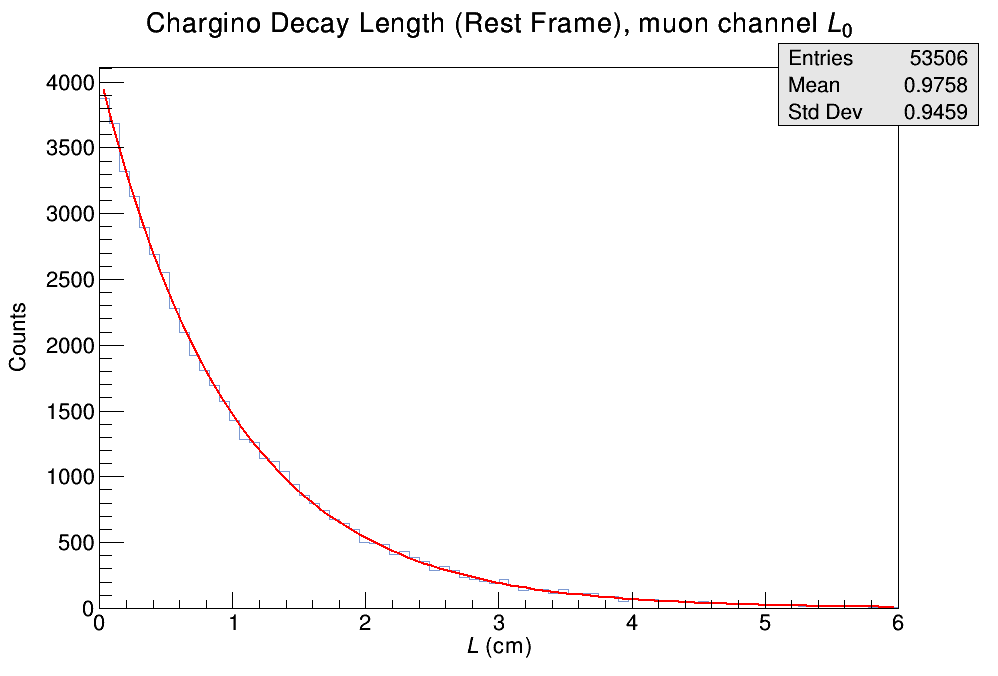 Chargino Decay Length (Rest Frame), muon channel L₀
Entries 53506
Mean 0.9758
Std Dev 0.9459
4000
3500
3000
2500
2000
1500
1000
500
0
Counts
0 1 2 3 4 5 6
L (cm)